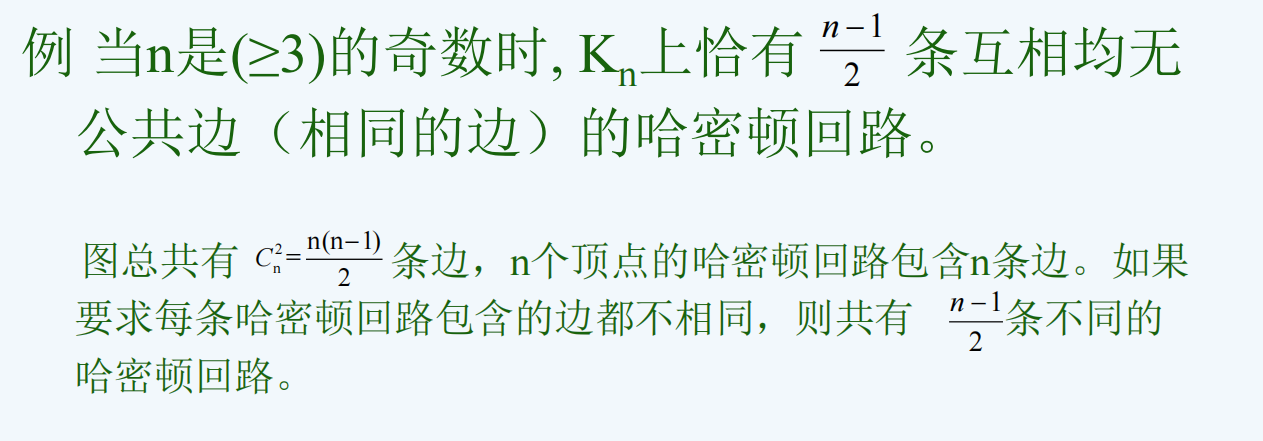 例 当n是(≥3)的奇数时, Kₙ上恰有 (n−1)/2 条互相均无
公共边（相同的边）的哈密顿回路。
图总共有 C²ₙ=n(n−1)/2 条边，n个顶点的哈密顿回路包含n条边。如果
要求每条哈密顿回路包含的边都不相同，则共有 (n−1)/2 条不同的
哈密顿回路。